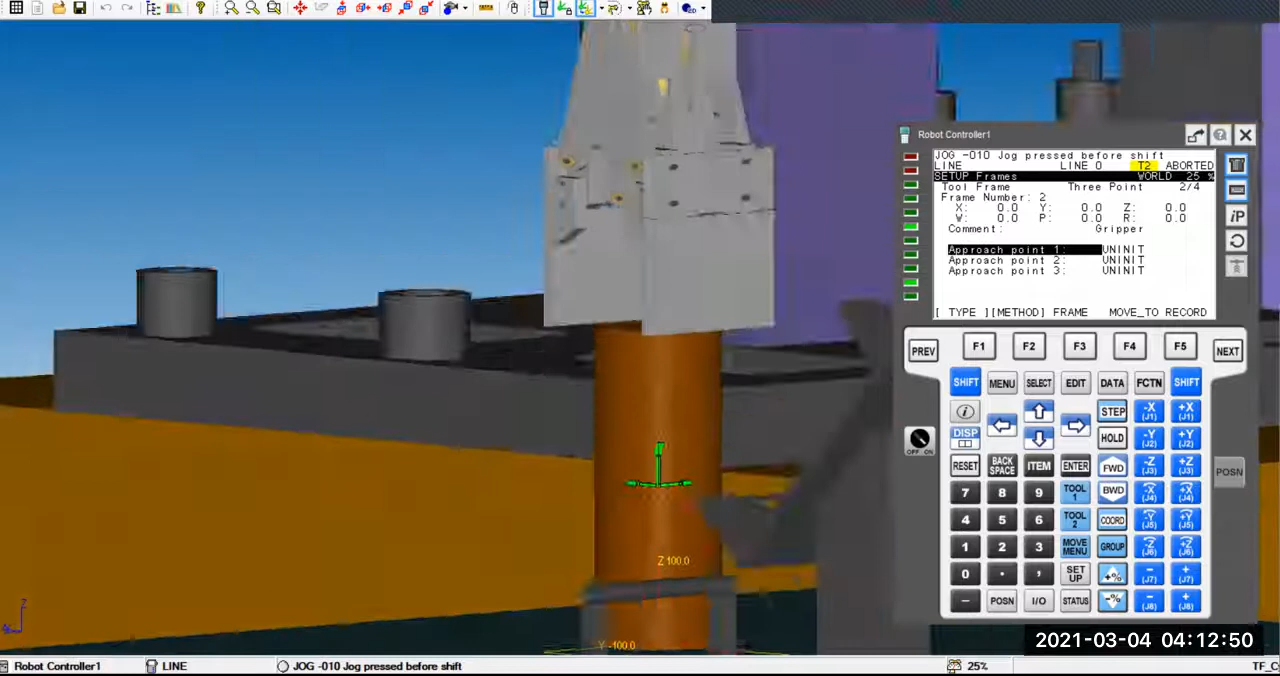 Robot Controller1
JOG -010 Jog pressed before shift
LINE LINE 0 T2 ABORTED
SETUP Frames WORLD 25 %
Tool Frame Three Point 2/4
Frame Number: 2
X: 0.0 Y: 0.0 Z: 0.0
W: 0.0 P: 0.0 R: 0.0
Comment: Gripper
Approach point 1: UNINIT
Approach point 2: UNINIT
Approach point 3: UNINIT
[ TYPE ][METHOD] FRAME MOVE_TO RECORD
PREV F1 F2 F3 F4 F5 NEXT
SHIFT MENU SELECT EDIT DATA FCTN SHIFT
i STEP -X (J1) +X (J1)
DISP HOLD -Y (J2) +Y (J2)
OFF ON
RESET BACK SPACE ITEM ENTER FWD -Z (J3) +Z (J3)
POSN
7 8 9 TOOL 1 BWD -X (J4) +X (J4)
4 5 6 TOOL 2 COORD -Y (J5) +Y (J5)
1 2 3 MOVE MENU GROUP -Z (J6) +Z (J6)
0 . , SET UP +% - (J7) + (J7)
- POSN I/O STATUS -% - (J8) + (J8)
iP
Z 100.0
Y -100.0
Z
2021-03-04 04:12:50
Robot Controller1 LINE JOG -010 Jog pressed before shift 25% TF_C